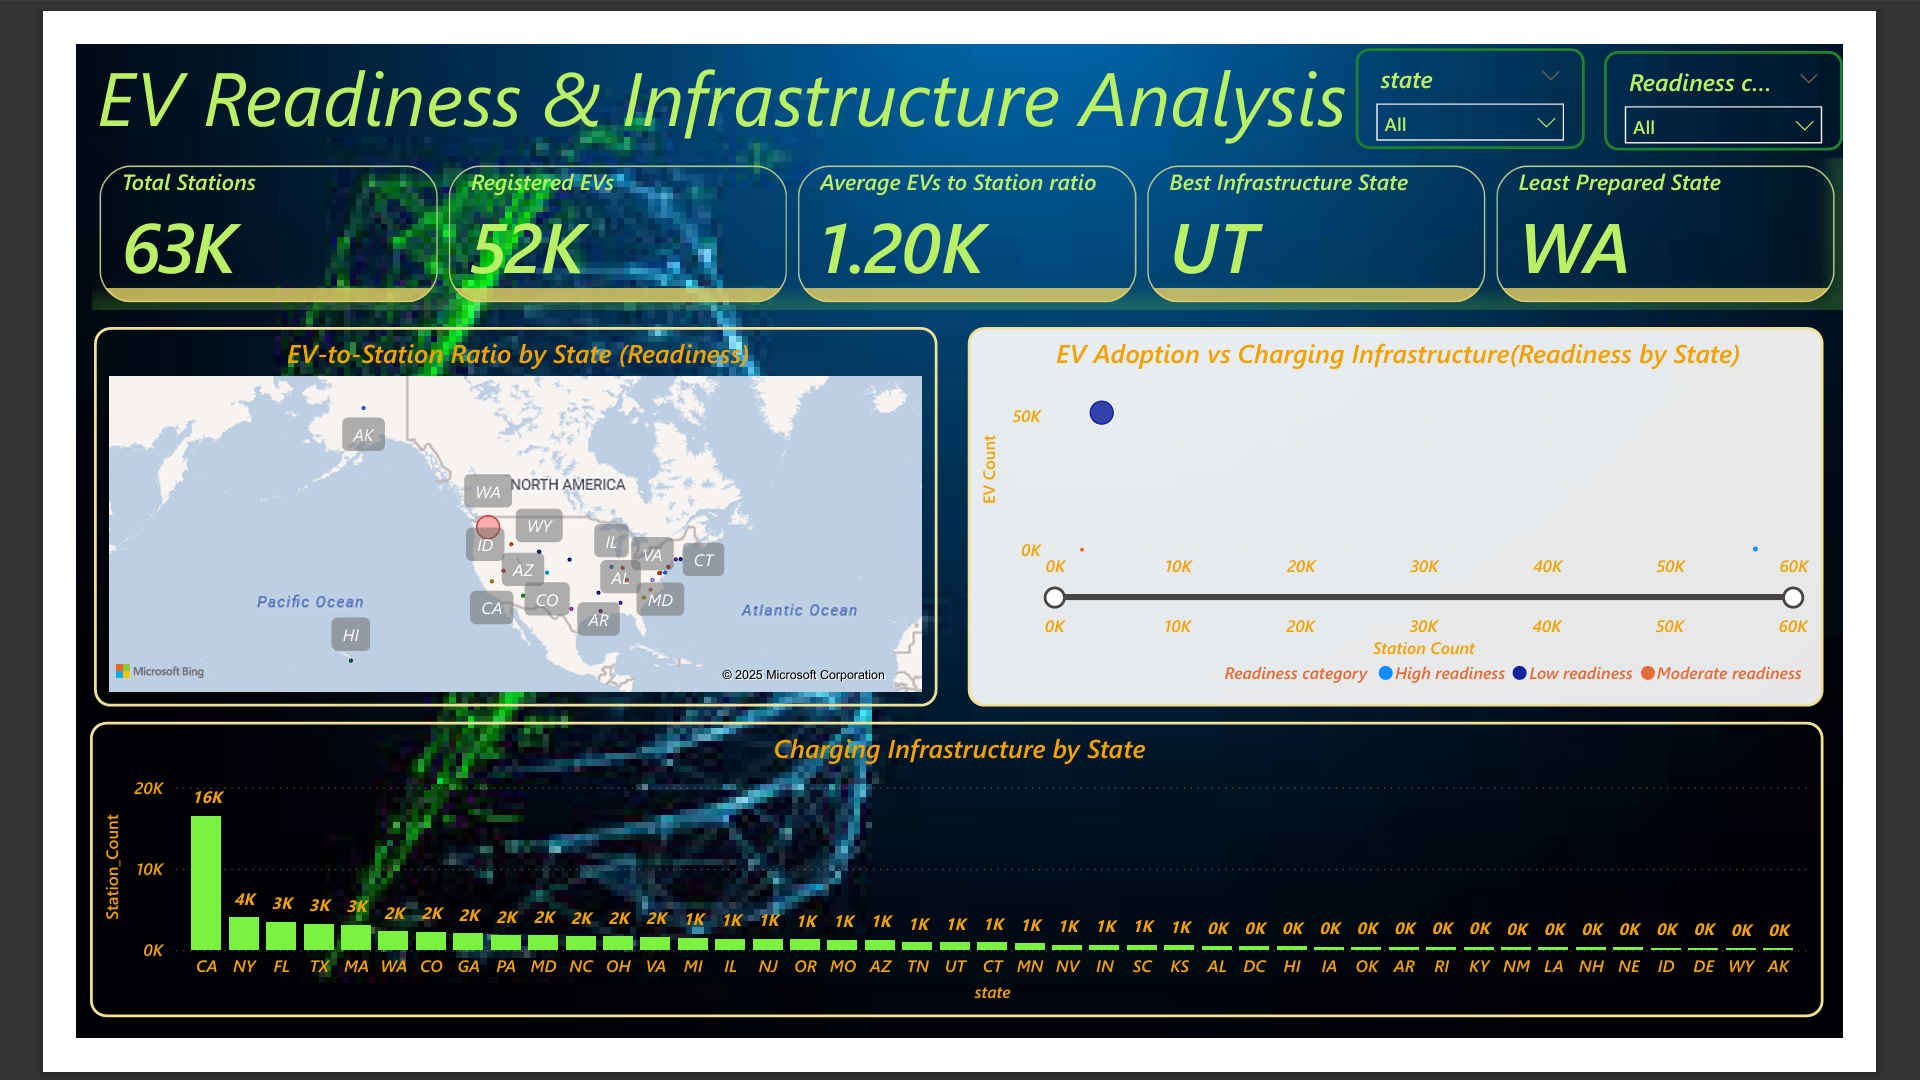 EV Readiness & Infrastructure Analysis
state
All
Readiness c...
All
Total Stations
63K
Registered EVs
52K
Average EVs to Station ratio
1.20K
Best Infrastructure State
UT
Least Prepared State
WA
EV-to-Station Ratio by State (Readiness)
AK
WA
NORTH AMERICA
WY
ID
IL
VA
CT
AZ
AL
CA
CO
MD
AR
Pacific Ocean
Atlantic Ocean
HI
Microsoft Bing
© 2025 Microsoft Corporation
EV Adoption vs Charging Infrastructure(Readiness by State)
EV Count
50K
0K
0K 10K 20K 30K 40K 50K 60K
0K 10K 20K 30K 40K 50K 60K
Station Count
Readiness category High readiness Low readiness Moderate readiness
Charging Infrastructure by State
Station_Count
20K
10K
0K
16K 4K 3K 3K 3K 2K 2K 2K 2K 2K 2K 2K 2K 1K 1K 1K 1K 1K 1K 1K 1K 1K 1K 1K 1K 1K 1K 0K 0K 0K 0K 0K 0K 0K 0K 0K 0K 0K 0K 0K 0K 0K 0K
CA NY FL TX MA WA CO GA PA MD NC OH VA MI IL NJ OR MO AZ TN UT CT MN NV IN SC KS AL DC HI IA OK AR RI KY NM LA NH NE ID DE WY AK
state